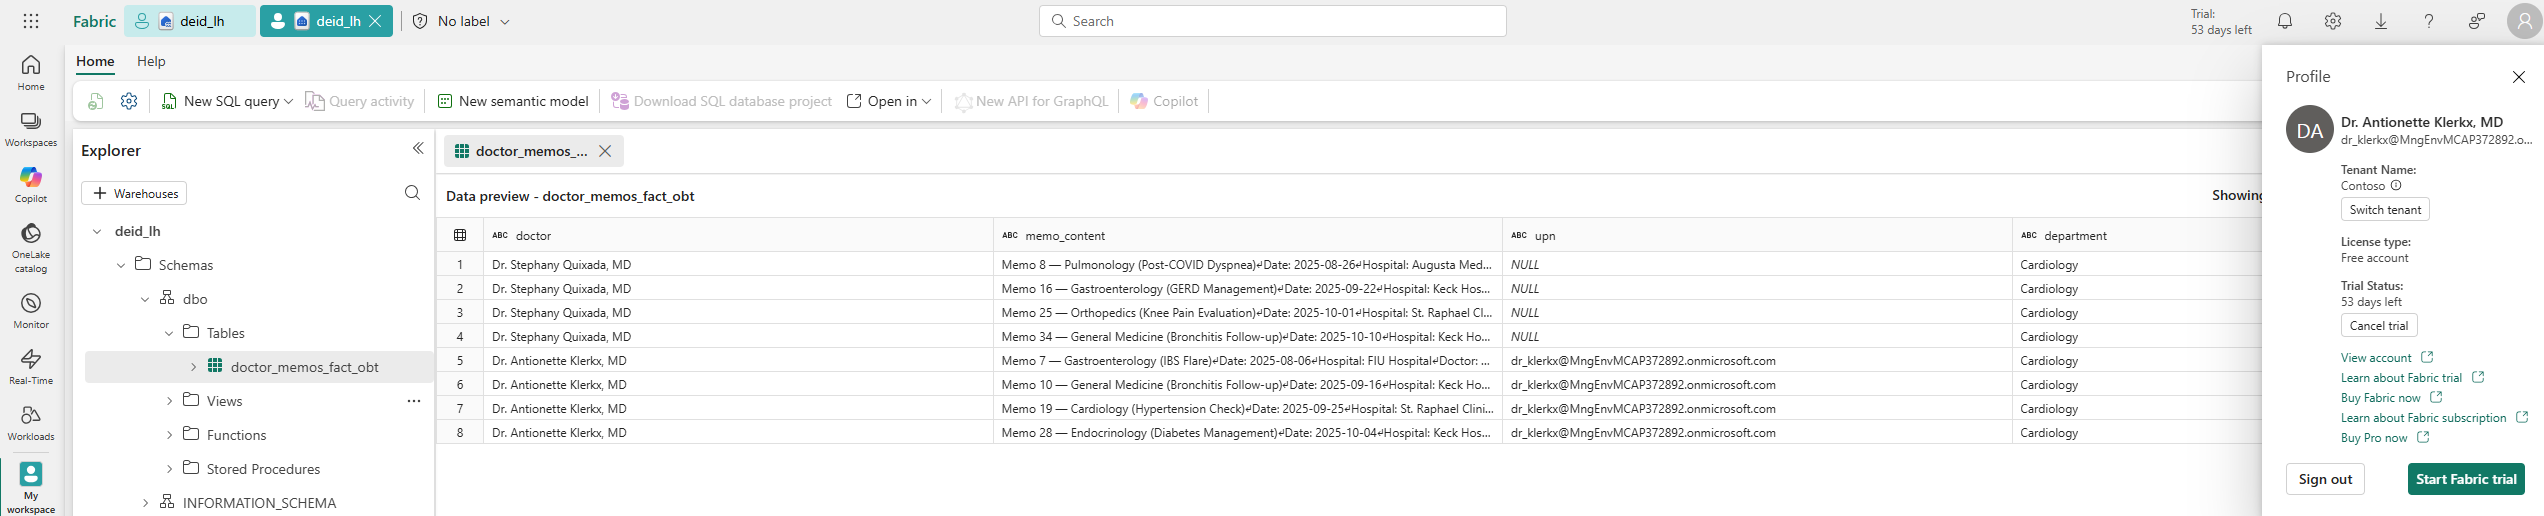 Fabric
deid_lh
deid_lh
No label
Search
Trial:
53 days left
Home
Workspaces
Copilot
OneLake
catalog
Monitor
Real-Time
Workloads
My
workspace
Home Help
New SQL query Query activity New semantic model Download SQL database project Open in New API for GraphQL Copilot
Explorer
Warehouses
deid_lh
Schemas
dbo
Tables
doctor_memos_fact_obt
Views ...
Functions
Stored Procedures
INFORMATION_SCHEMA
doctor_memos_...
Data preview - doctor_memos_fact_obt Showing
ABC doctor ABC memo_content ABC upn ABC department
1 Dr. Stephany Quixada, MD Memo 8 — Pulmonology (Post-COVID Dyspnea)↵Date: 2025-08-26↵Hospital: Augusta Med... NULL Cardiology
2 Dr. Stephany Quixada, MD Memo 16 — Gastroenterology (GERD Management)↵Date: 2025-09-22↵Hospital: Keck Hos... NULL Cardiology
3 Dr. Stephany Quixada, MD Memo 25 — Orthopedics (Knee Pain Evaluation)↵Date: 2025-10-01↵Hospital: St. Raphael Cl... NULL Cardiology
4 Dr. Stephany Quixada, MD Memo 34 — General Medicine (Bronchitis Follow-up)↵Date: 2025-10-10↵Hospital: Keck Ho... NULL Cardiology
5 Dr. Antionette Klerkx, MD Memo 7 — Gastroenterology (IBS Flare)↵Date: 2025-08-06↵Hospital: FIU Hospital↵Doctor: ... dr_klerkx@MngEnvMCAP372892.onmicrosoft.com Cardiology
6 Dr. Antionette Klerkx, MD Memo 10 — General Medicine (Bronchitis Follow-up)↵Date: 2025-09-16↵Hospital: Keck Ho... dr_klerkx@MngEnvMCAP372892.onmicrosoft.com Cardiology
7 Dr. Antionette Klerkx, MD Memo 19 — Cardiology (Hypertension Check)↵Date: 2025-09-25↵Hospital: St. Raphael Clini... dr_klerkx@MngEnvMCAP372892.onmicrosoft.com Cardiology
8 Dr. Antionette Klerkx, MD Memo 28 — Endocrinology (Diabetes Management)↵Date: 2025-10-04↵Hospital: Keck Hos... dr_klerkx@MngEnvMCAP372892.onmicrosoft.com Cardiology
Profile
DA
Dr. Antionette Klerkx, MD
dr_klerkx@MngEnvMCAP372892.o...
Tenant Name:
Contoso
Switch tenant
License type:
Free account
Trial Status:
53 days left
Cancel trial
View account
Learn about Fabric trial
Buy Fabric now
Learn about Fabric subscription
Buy Pro now
Sign out Start Fabric trial